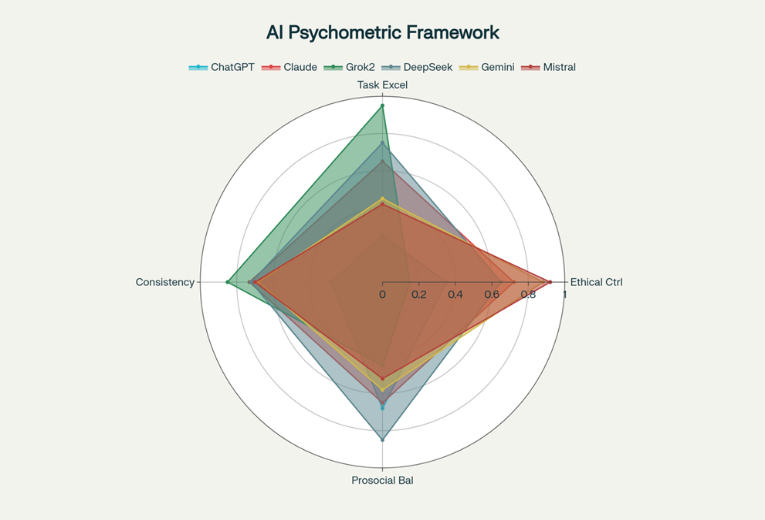 AI Psychometric Framework
ChatGPT Claude Grok2 DeepSeek Gemini Mistral
Task Excel
Consistency
Ethical Ctrl
0 0.2 0.4 0.6 0.8 1
Prosocial Bal